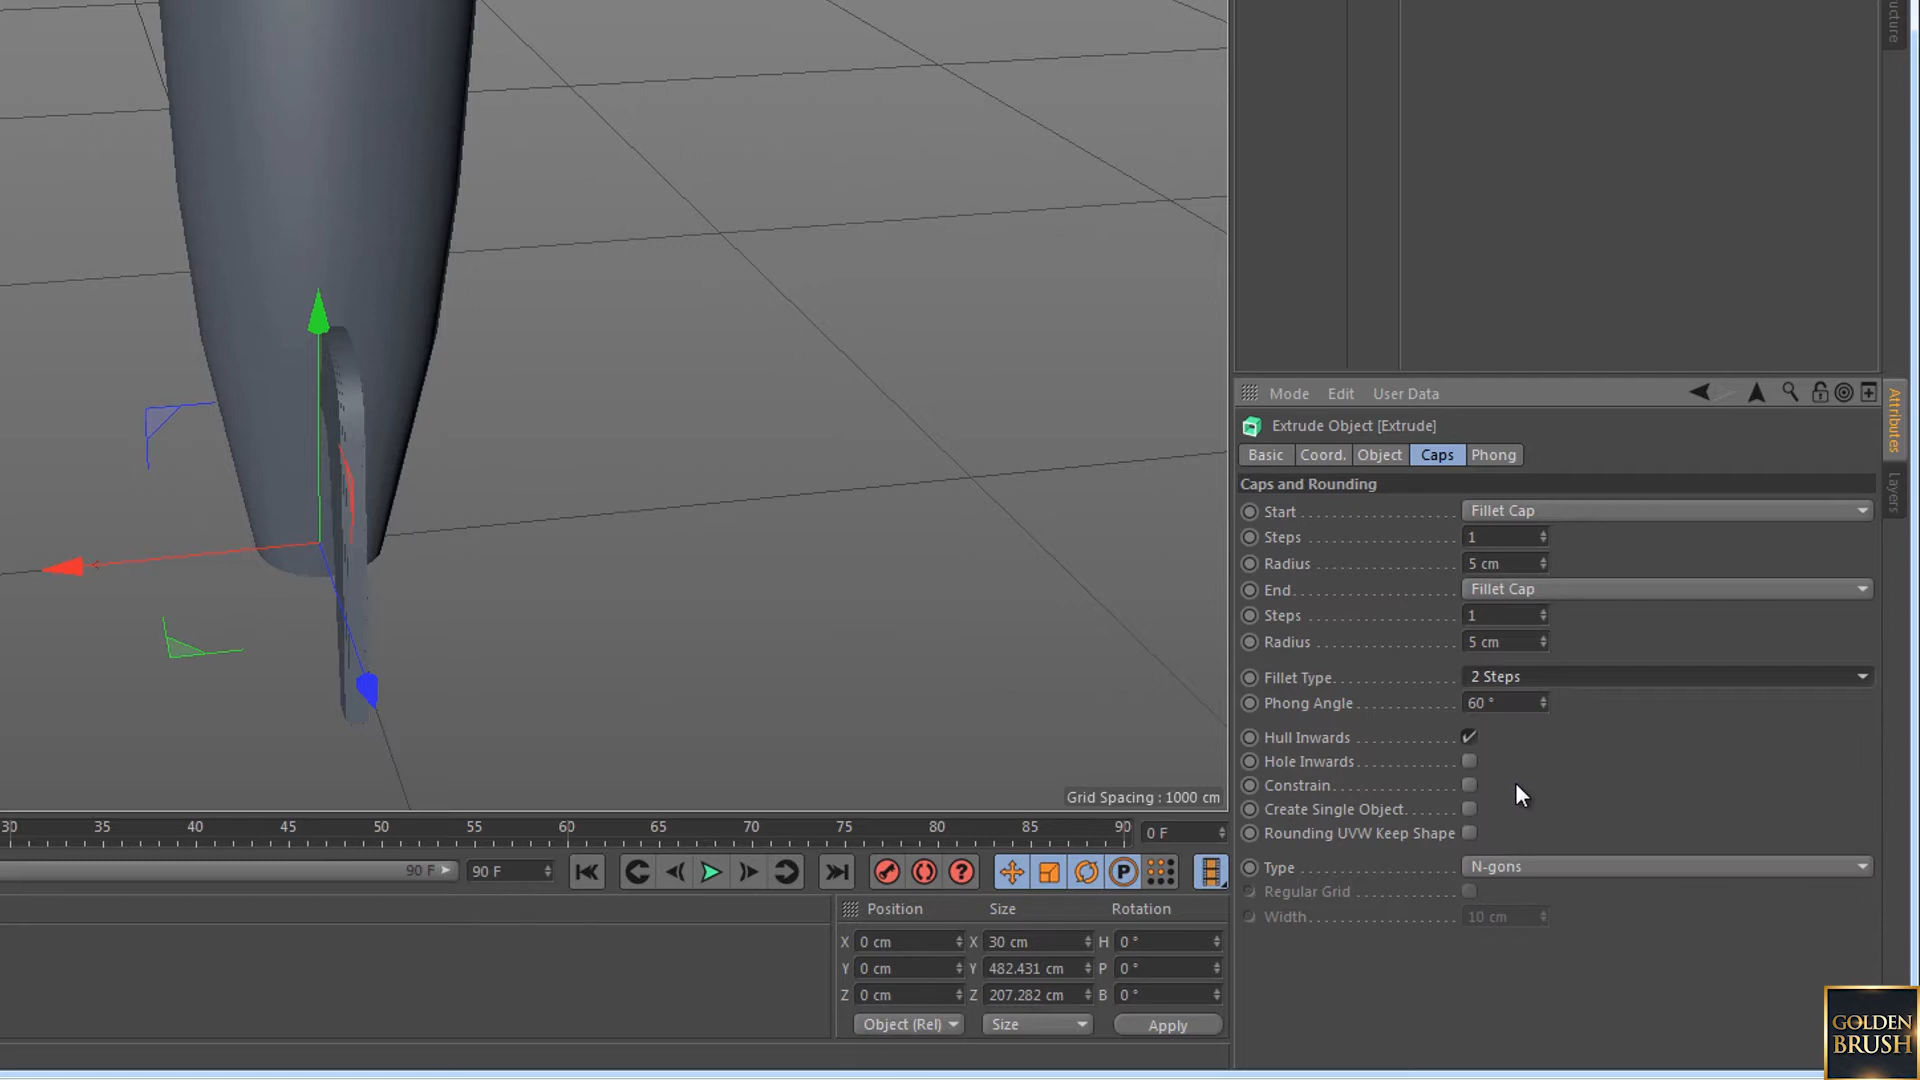 ucture
Mode Edit User Data
Attributes
Layers
Extrude Object [Extrude]
Basic Coord. Object Caps Phong
Caps and Rounding
Start Fillet Cap
Steps 1
Radius 5 cm
End Fillet Cap
Steps 1
Radius 5 cm
Fillet Type 2 Steps
Phong Angle 60 °
Hull Inwards
Hole Inwards
Constrain
Create Single Object
Rounding UVW Keep Shape
Type N-gons
Regular Grid
Width 10 cm
Grid Spacing : 1000 cm
30 35 40 45 50 55 60 65 70 75 80 85 90 0 F
90 F 90 F P
Position Size Rotation
X 0 cm X 30 cm H 0 °
Y 0 cm Y 482.431 cm P 0 °
Z 0 cm Z 207.282 cm B 0 °
Object (Rel) Size Apply
GOLDEN
BRUSH